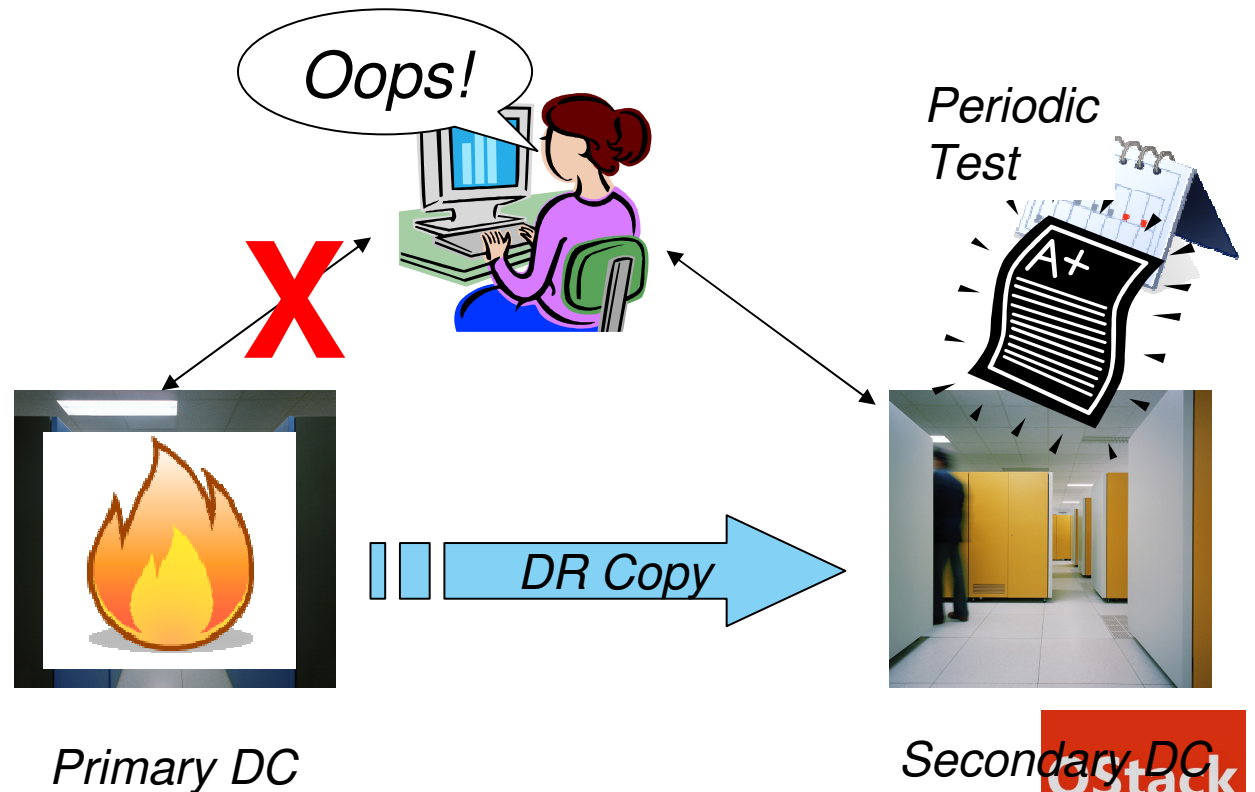 Oops!
Periodic
Test
A+
X
DR Copy
Primary DC
Secondary DC